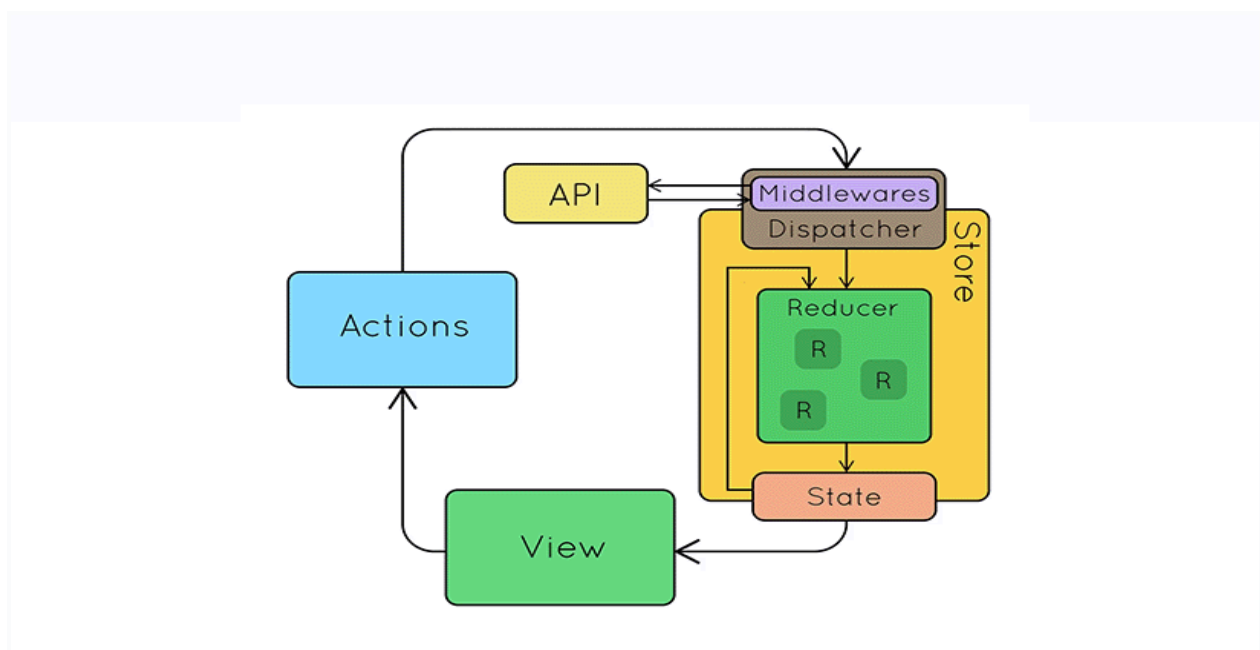 API
Middlewares
Dispatcher
Store
Actions
Reducer
R
R
R
State
View